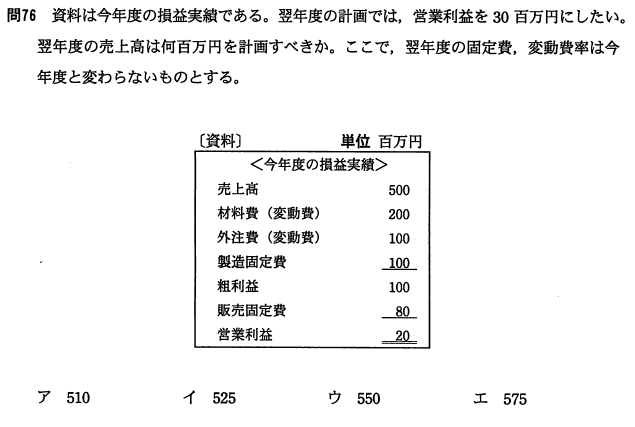 問76 資料は今年度の損益実績である。翌年度の計画では，営業利益を 30 百万円にしたい。
翌年度の売上高は何百万円を計画すべきか。ここで，翌年度の固定費，変動費率は今
年度と変わらないものとする。
〔資料〕 単位 百万円
＜今年度の損益実績＞
売上高 500
材料費（変動費） 200
外注費（変動費） 100
製造固定費 100
粗利益 100
販売固定費 80
営業利益 20
ア 510 イ 525 ウ 550 エ 575